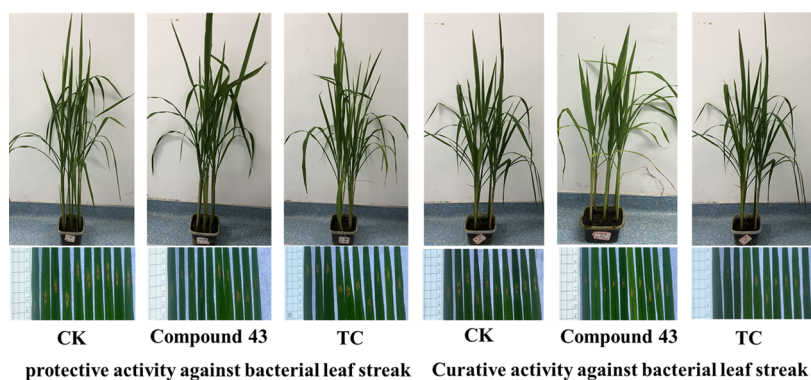 CK Compound 43 TC CK Compound 43 TC
protective activity against bacterial leaf streak Curative activity against bacterial leaf streak